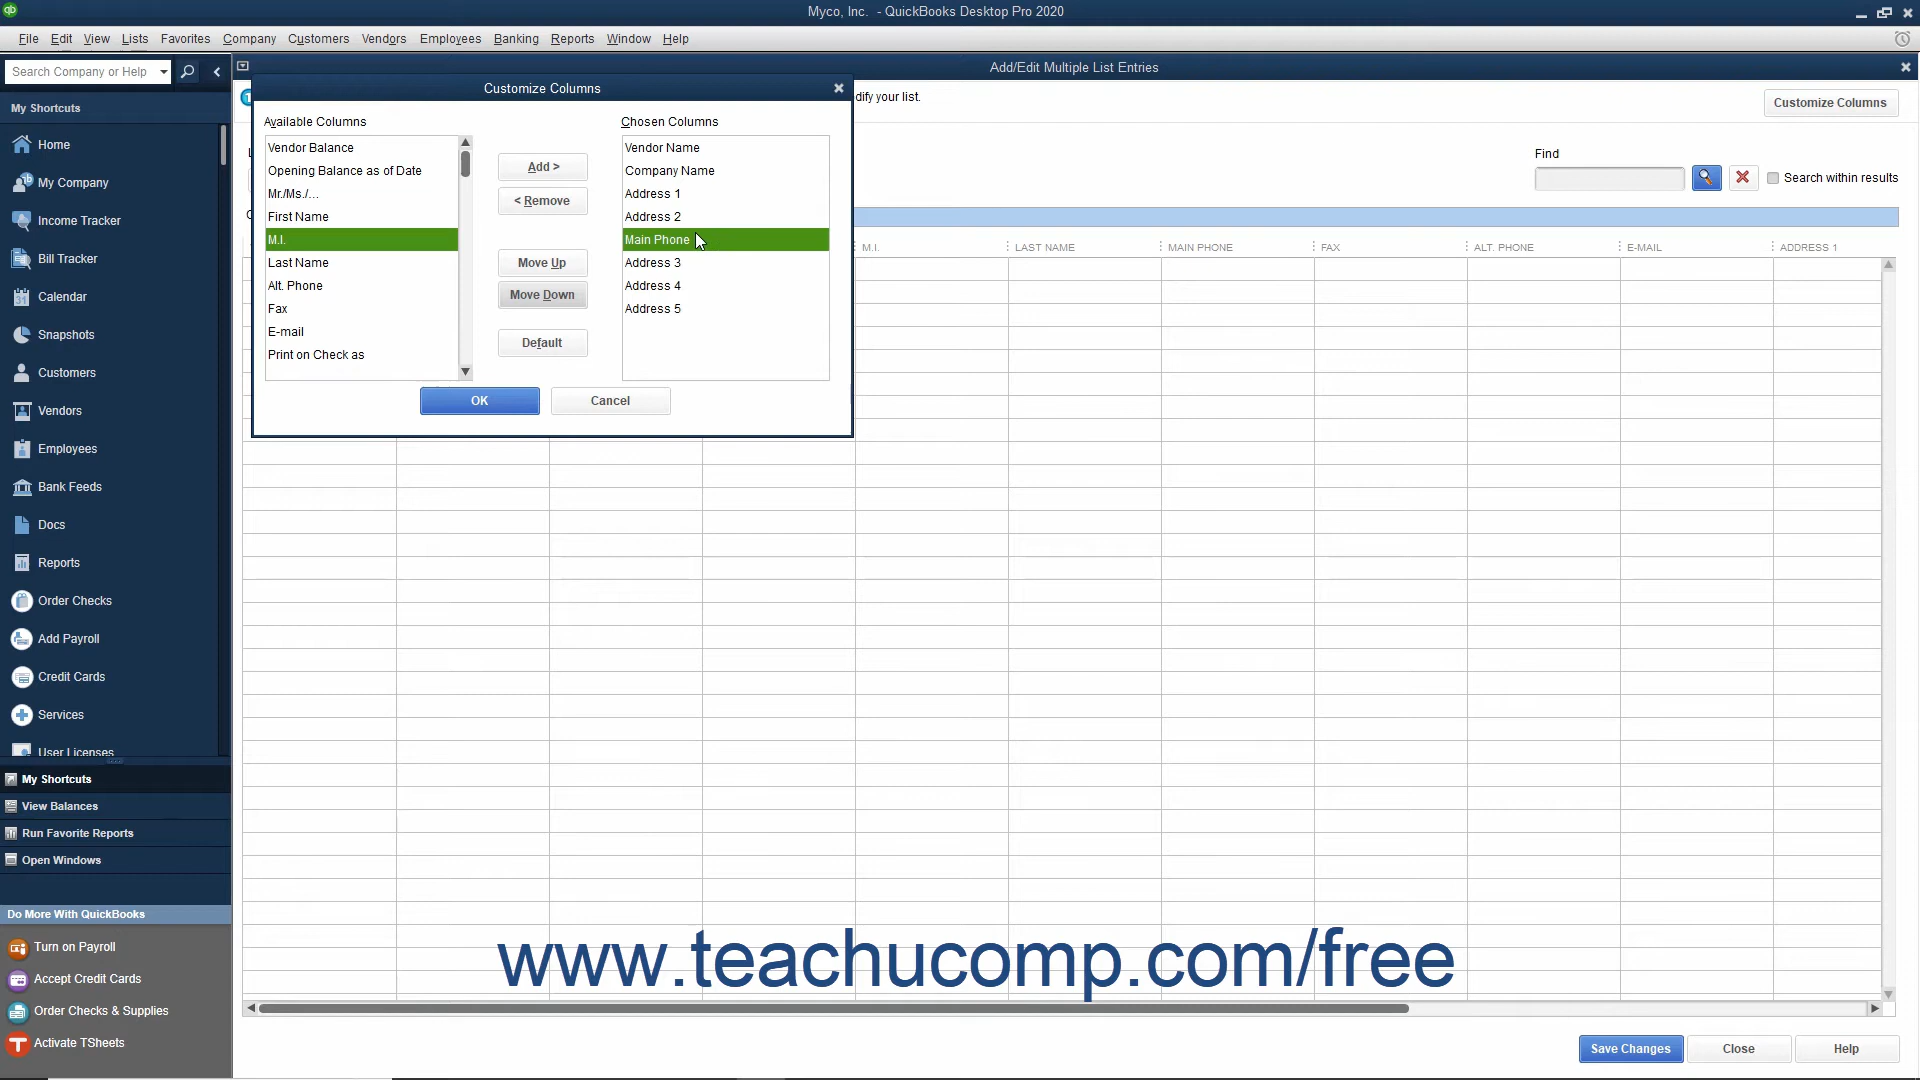 qb
Myco, Inc. - QuickBooks Desktop Pro 2020
File Edit View Lists Favorites Company Customers Vendors Employees Banking Reports Window Help
Search Company or Help
Add/Edit Multiple List Entries
My Shortcuts
Home
My Company
Income Tracker
Bill Tracker
Calendar
Snapshots
Customers
Vendors
Employees
Bank Feeds
Docs
Reports
Order Checks
Add Payroll
Credit Cards
Services
User Licenses
My Shortcuts
View Balances
Run Favorite Reports
Open Windows
Do More With QuickBooks
Turn on Payroll
Accept Credit Cards
Order Checks & Supplies
Activate TSheets
Customize Columns
Available Columns
Vendor Balance
Opening Balance as of Date
Mr/Ms./...
First Name
M.I.
Last Name
Alt. Phone
Fax
E-mail
Print on Check as
Add >
< Remove
Move Up
Move Down
Default
Chosen Columns
Vendor Name
Company Name
Address 1
Address 2
Main Phone
Address 3
Address 4
Address 5
OK Cancel
dify your list.
Customize Columns
Find
Search within results
M.I. LAST NAME MAIN PHONE FAX ALT. PHONE E-MAIL ADDRESS 1
www.teachucomp.com/free
Save Changes Close Help